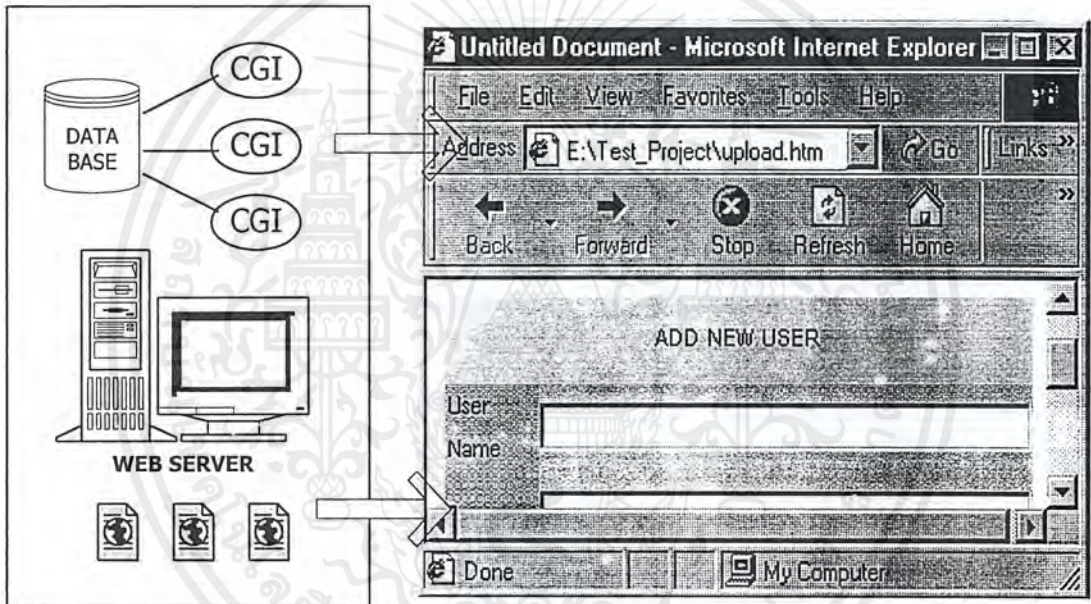 CGI
DATA
BASE
CGI
CGI
WEB SERVER
Untitled Document - Microsoft Internet Explorer
File Edit View Favorites Tools Help
Address E:\Test_Project\upload.htm Go Links »
»
Back Forward Stop Refresh Home
ADD NEW USER
User
Name
Done My Computer